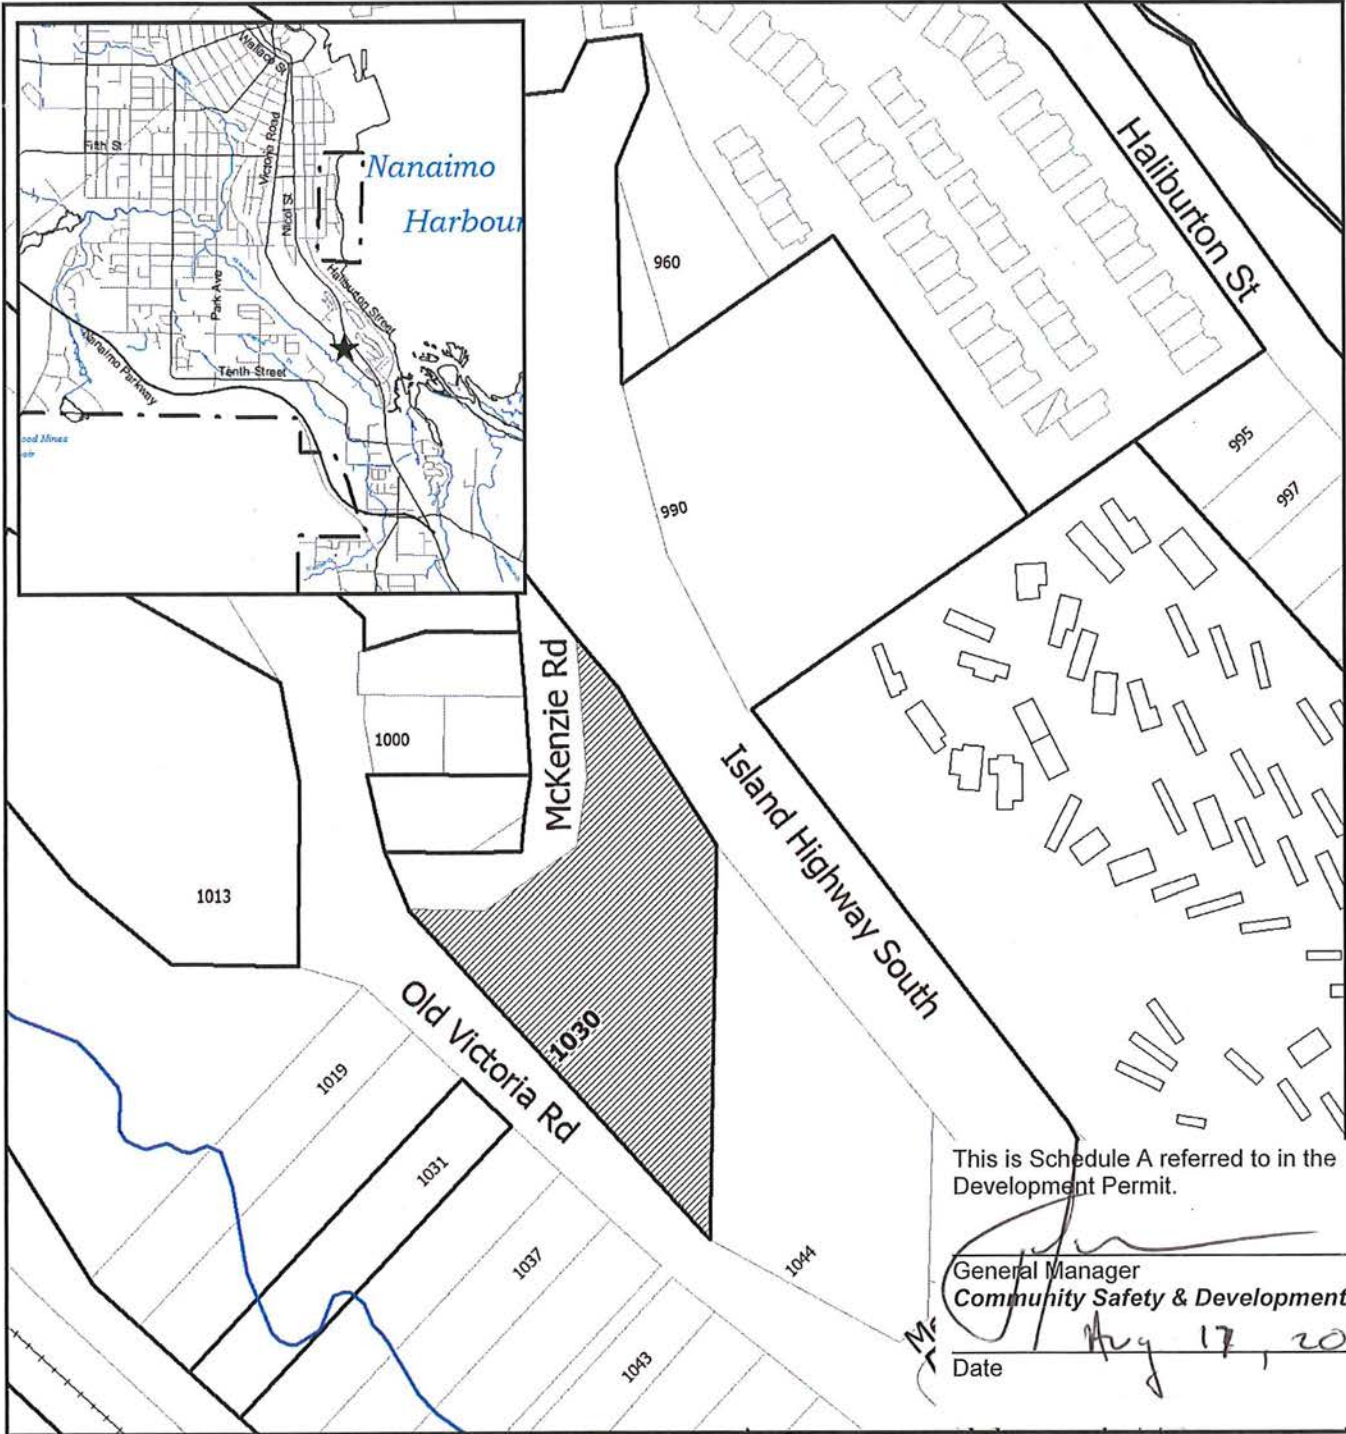 Wallace St
Fifth St
Victoria Road
Nicol St
Nanaimo
Harbour
Park Ave
Haliburton Street
Nanaimo Parkway
Tenth Street
Haliburton St
960
990
995
997
McKenzie Rd
1000
Island Highway South
1013
Old Victoria Rd
1030
1019
1031
1037
1043
1044
This is Schedule A referred to in the
Development Permit.
General Manager
Community Safety & Development
Aug 17, 20
Date